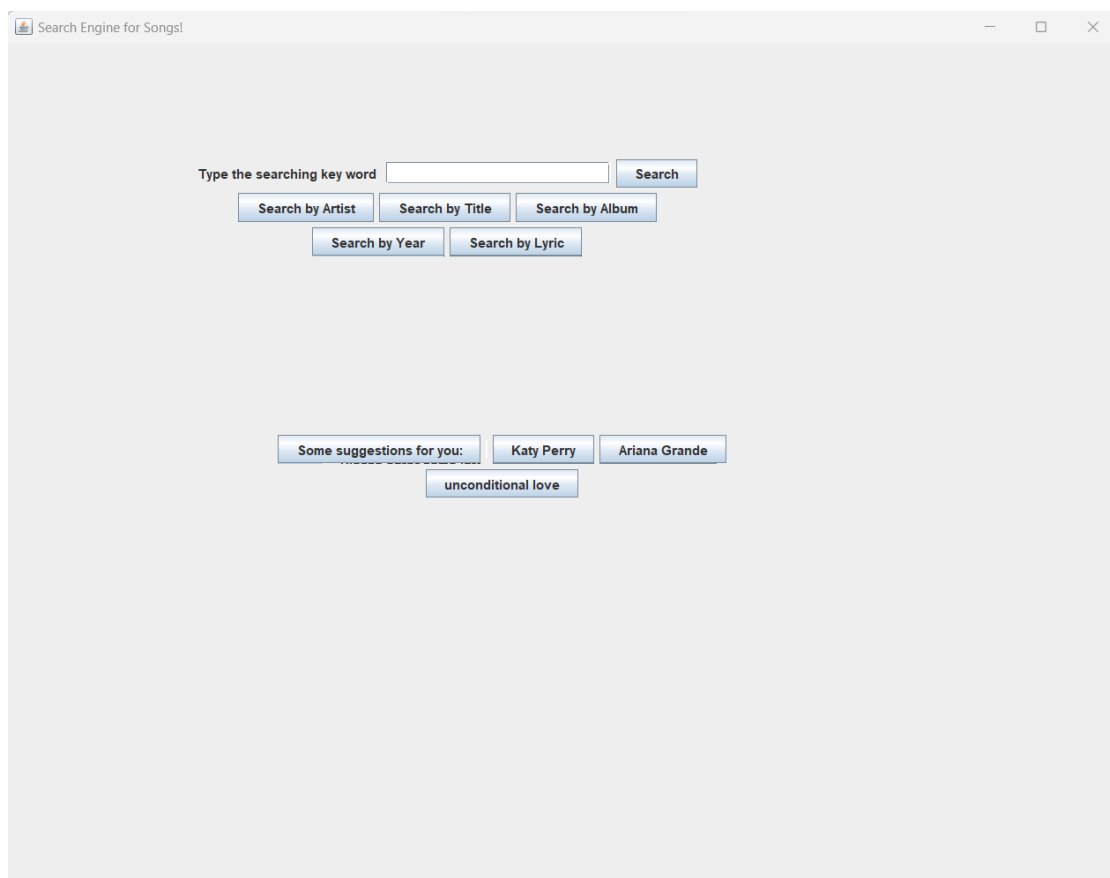 Search Engine for Songs!
Type the searching key word Search
Search by Artist Search by Title Search by Album
Search by Year Search by Lyric
Some suggestions for you: Katy Perry Ariana Grande
unconditional love